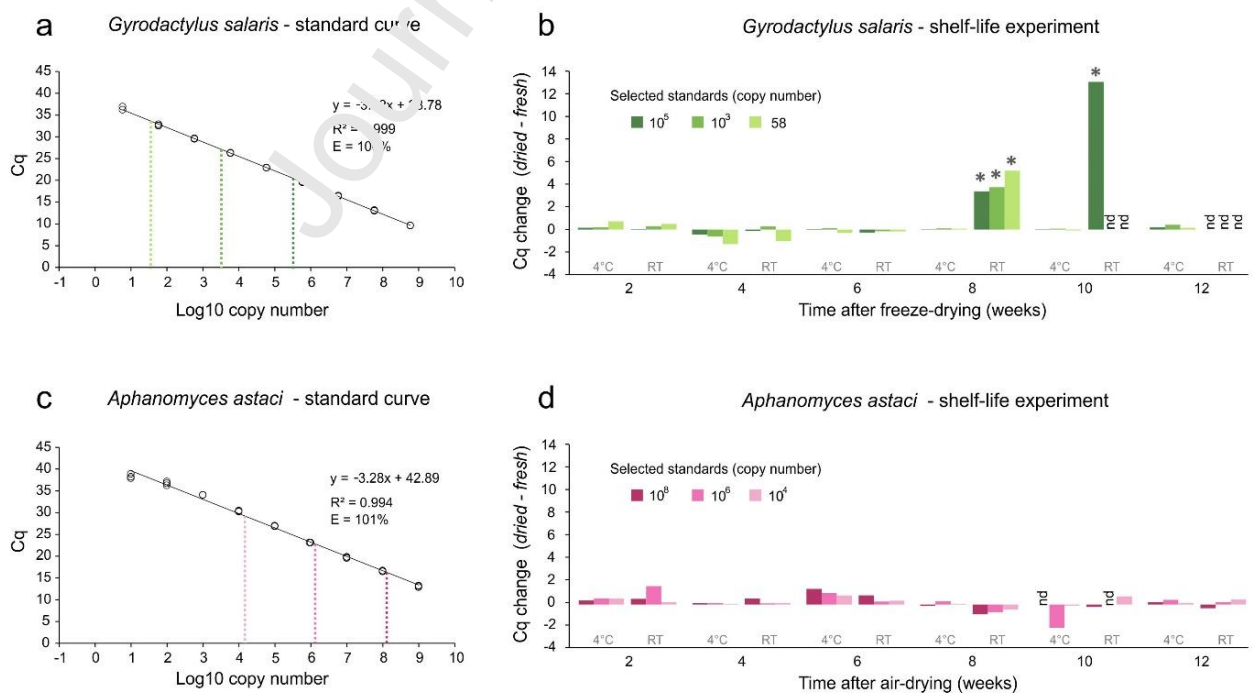 a
Gyrodactylus salaris - standard curve
45
40
35
30
25
20
15
10
5
0
Cq
R² =
E =
-1 0 1 2 3 4 5 6 7 8 9 10
Log10 copy number
b
Gyrodactylus salaris - shelf-life experiment
14
12
10
8
6
4
2
0
-2
-4
Cq change (dried - fresh)
Selected standards (copy number)
10⁵ 10³ 58
* * * *
nd nd nd nd nd
4°C RT 4°C RT 4°C RT 4°C RT 4°C RT 4°C RT
2 4 6 8 10 12
Time after freeze-drying (weeks)
c
Aphanomyces astaci - standard curve
45
40
35
30
25
20
15
10
5
0
Cq
y = -3.28x + 42.89
R² = 0.994
E = 101%
-1 0 1 2 3 4 5 6 7 8 9 10
Log10 copy number
d
Aphanomyces astaci - shelf-life experiment
14
12
10
8
6
4
2
0
-2
-4
Cq change (dried - fresh)
Selected standards (copy number)
10⁸ 10⁶ 10⁴
nd nd
4°C RT 4°C RT 4°C RT 4°C RT 4°C RT 4°C RT
2 4 6 8 10 12
Time after air-drying (weeks)